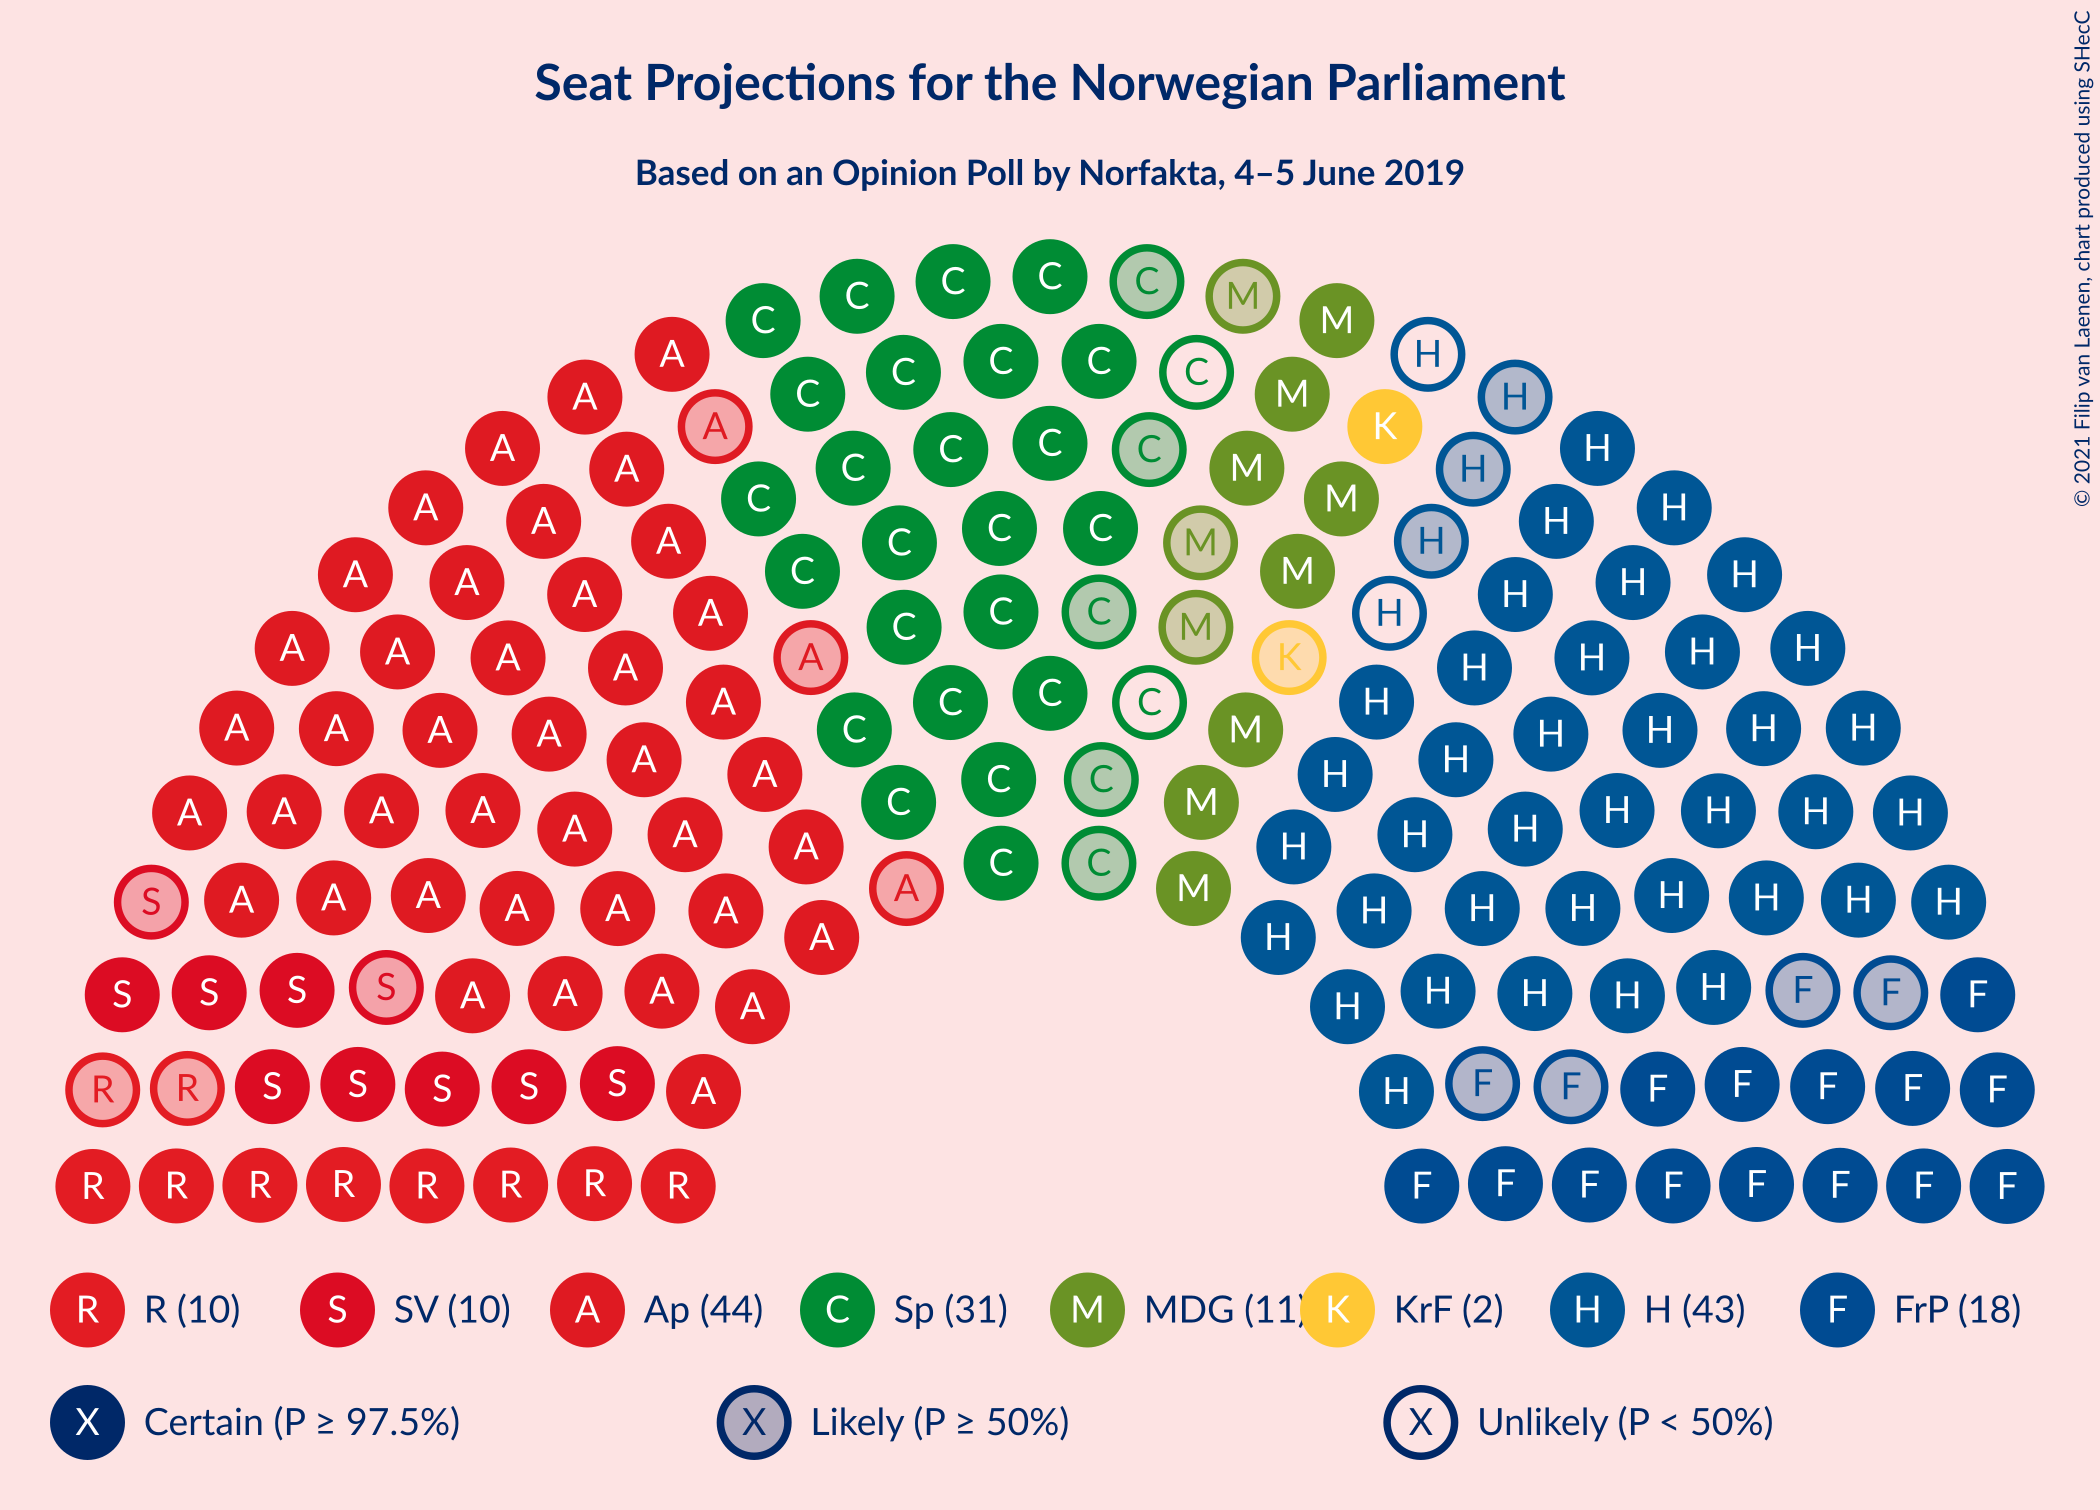 Seat Projections for the Norwegian Parliament
Based on an Opinion Poll by Norfakta, 4–5 June 2019
© 2021 Filip van Laenen, chart produced using SHecC
C C C C C M M
A C C C C C M K H H
A A A C C C C C M M H H H
A A A C C C C C M M H H H H
A A A A A C C C M K H H H H H
A A A A A C C C C M H H H H H
A A A A A A C C C M H H H H H H
A A A A A A A A C C M H H H H H H H H
S A A A A A A A H H H H H H H H
S S S S A A A A H H H H H F F F
R R S S S S S A H F F F F F F F
R R R R R R R R F F F F F F F F
R R (10) S SV (10) A Ap (44) C Sp (31) M MDG (11) K KrF (2) H H (43) F FrP (18)
X Certain (P ≥ 97.5%) X Likely (P ≥ 50%) X Unlikely (P < 50%)